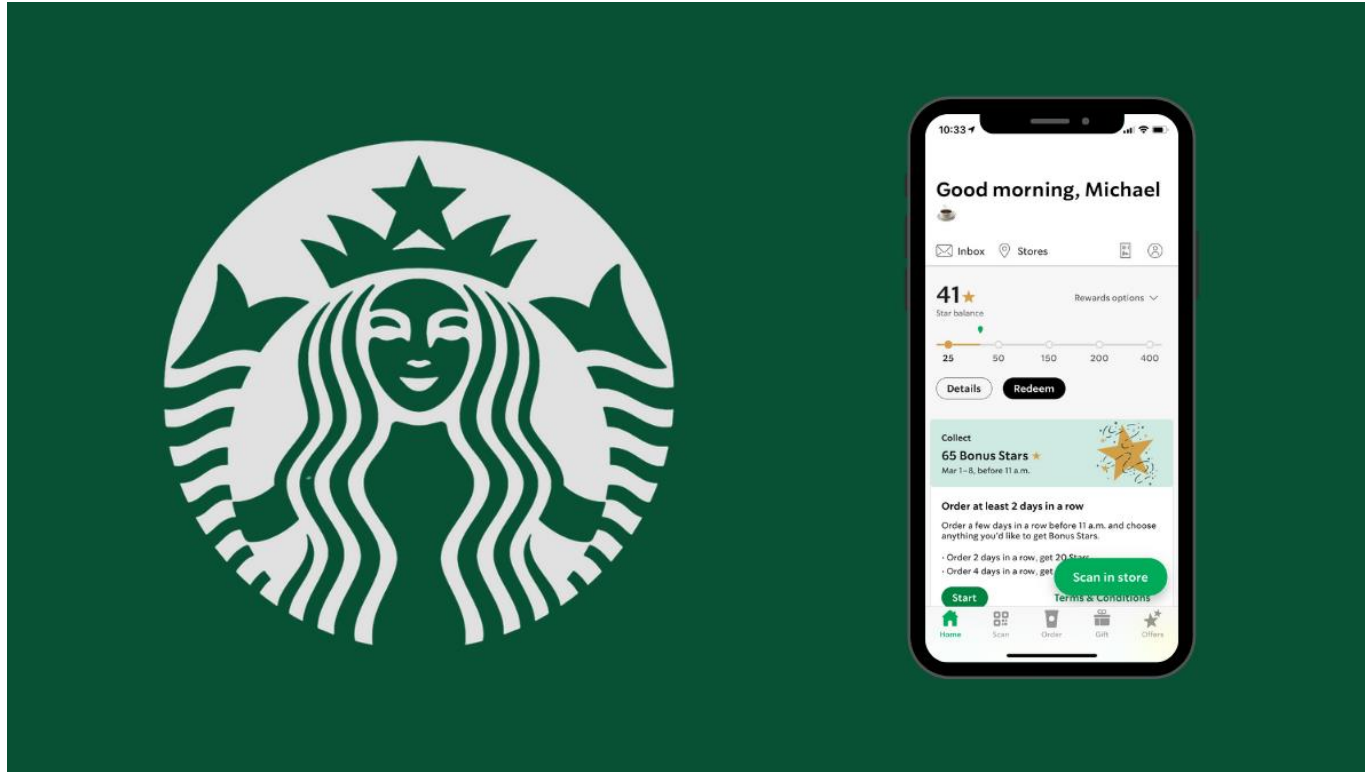 10:33
Good morning, Michael
Inbox Stores
41
Rewards options
Star balance
25 50 150 200 400
Details Redeem
Collect
65 Bonus Stars
Mar 1–8, before 11 a.m.
Order at least 2 days in a row
Order a few days in a row before 11 a.m. and choose
anything you'd like to get Bonus Stars.
· Order 2 days in a row, get 20 Stars
· Order 4 days in a row, get
Scan in store
Start Terms & Conditions
Home Scan Order Gift Offers